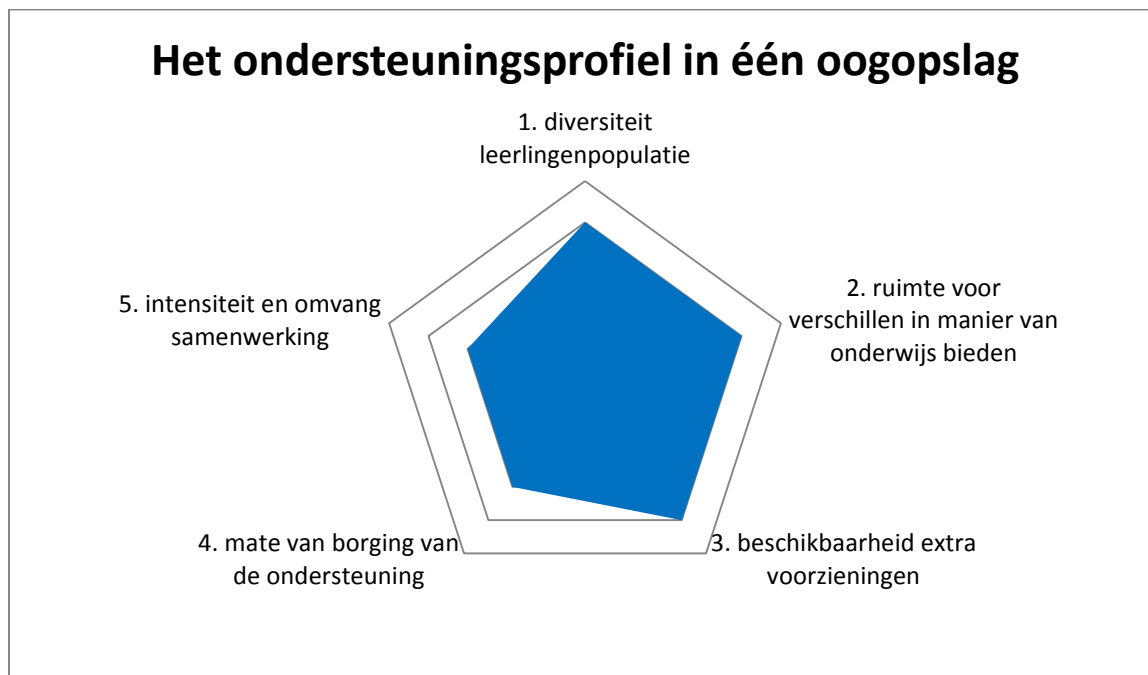 Het ondersteuningsprofiel in één oogopslag
1. diversiteit
leerlingenpopulatie
2. ruimte voor
verschillen in manier van
onderwijs bieden
3. beschikbaarheid extra
voorzieningen
4. mate van borging van
de ondersteuning
5. intensiteit en omvang
samenwerking